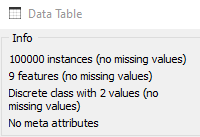 Data Table
Info
100000 instances (no missing values)
9 features (no missing values)
Discrete class with 2 values (no
missing values)
No meta attributes